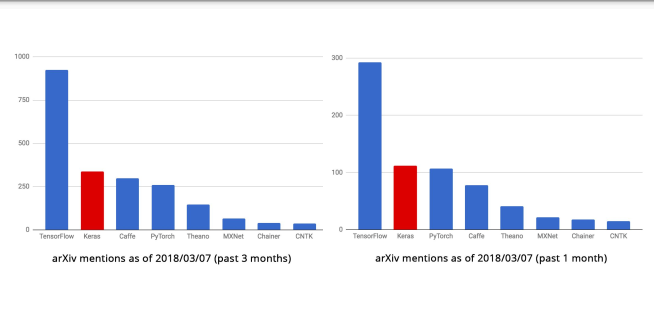 1000
750
500
250
0
TensorFlow Keras Caffe PyTorch Theano MXNet Chainer CNTK
arXiv mentions as of 2018/03/07 (past 3 months)
300
200
100
0
TensorFlow Keras PyTorch Caffe Theano MXNet Chainer CNTK
arXiv mentions as of 2018/03/07 (past 1 month)